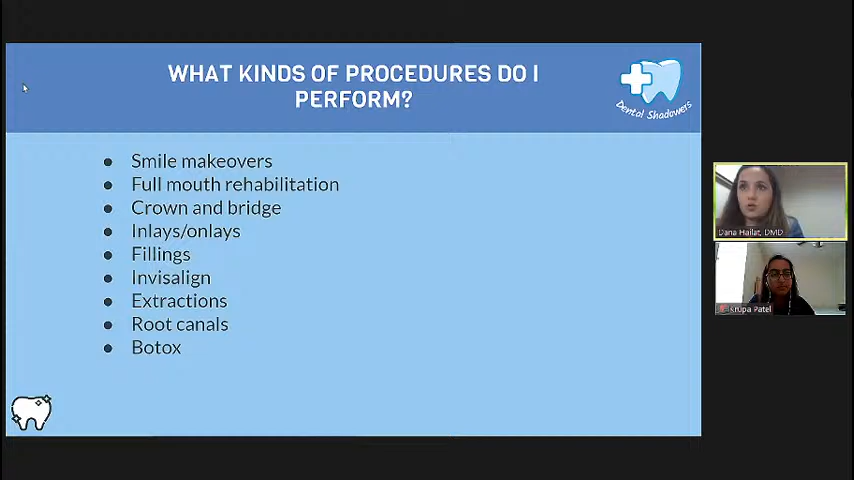 WHAT KINDS OF PROCEDURES DO I
PERFORM?
Dental Shadowers
● Smile makeovers
● Full mouth rehabilitation
● Crown and bridge
● Inlays/onlays
● Fillings
● Invisalign
● Extractions
● Root canals
● Botox
Dana Hailat, DMD
Krupa Patel